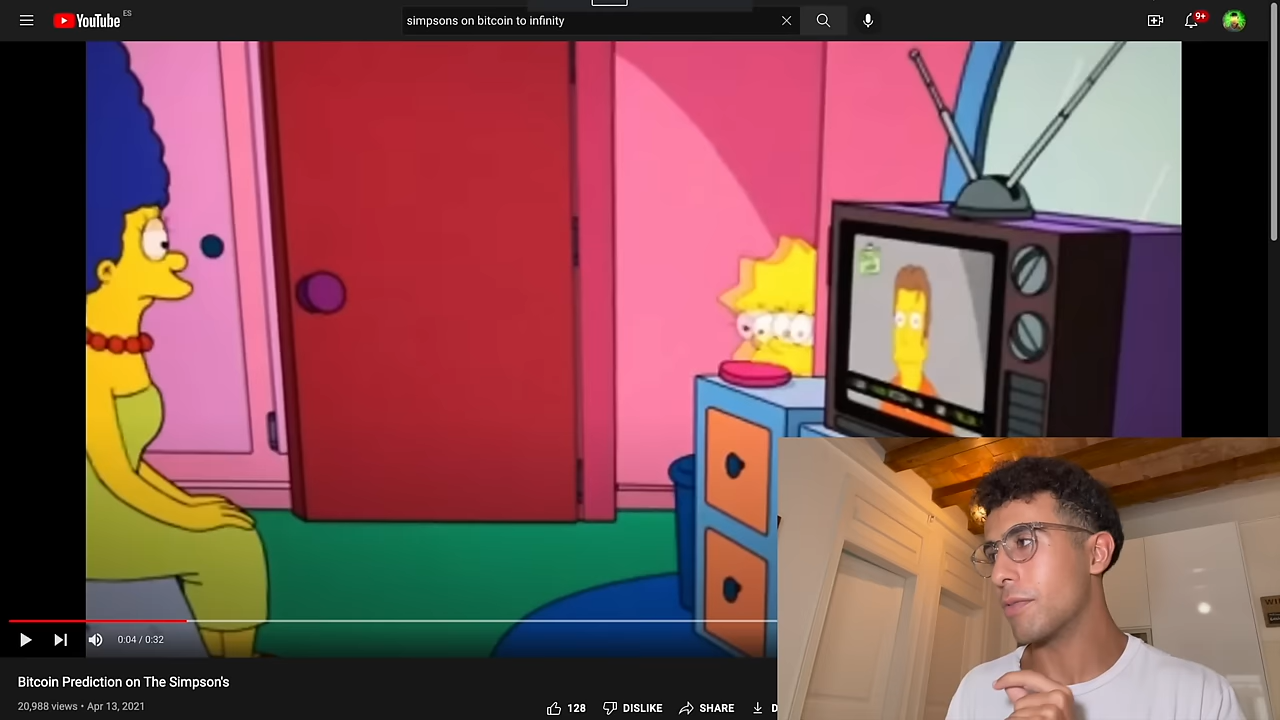 YouTube ES
simpsons on bitcoin to infinity
9+
0:04 / 0:32
Bitcoin Prediction on The Simpson's
20,988 views • Apr 13, 2021
128 DISLIKE SHARE D